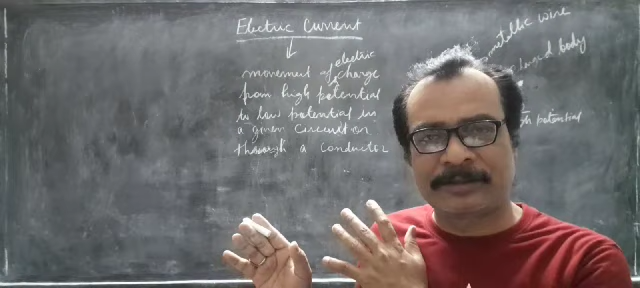 Electric Current
electric
movement of charge
from high potential
to low potential in
a given circuit or
through a conductor
metallic wire
charged body
potential